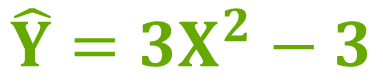 Ŷ = 3X² − 3